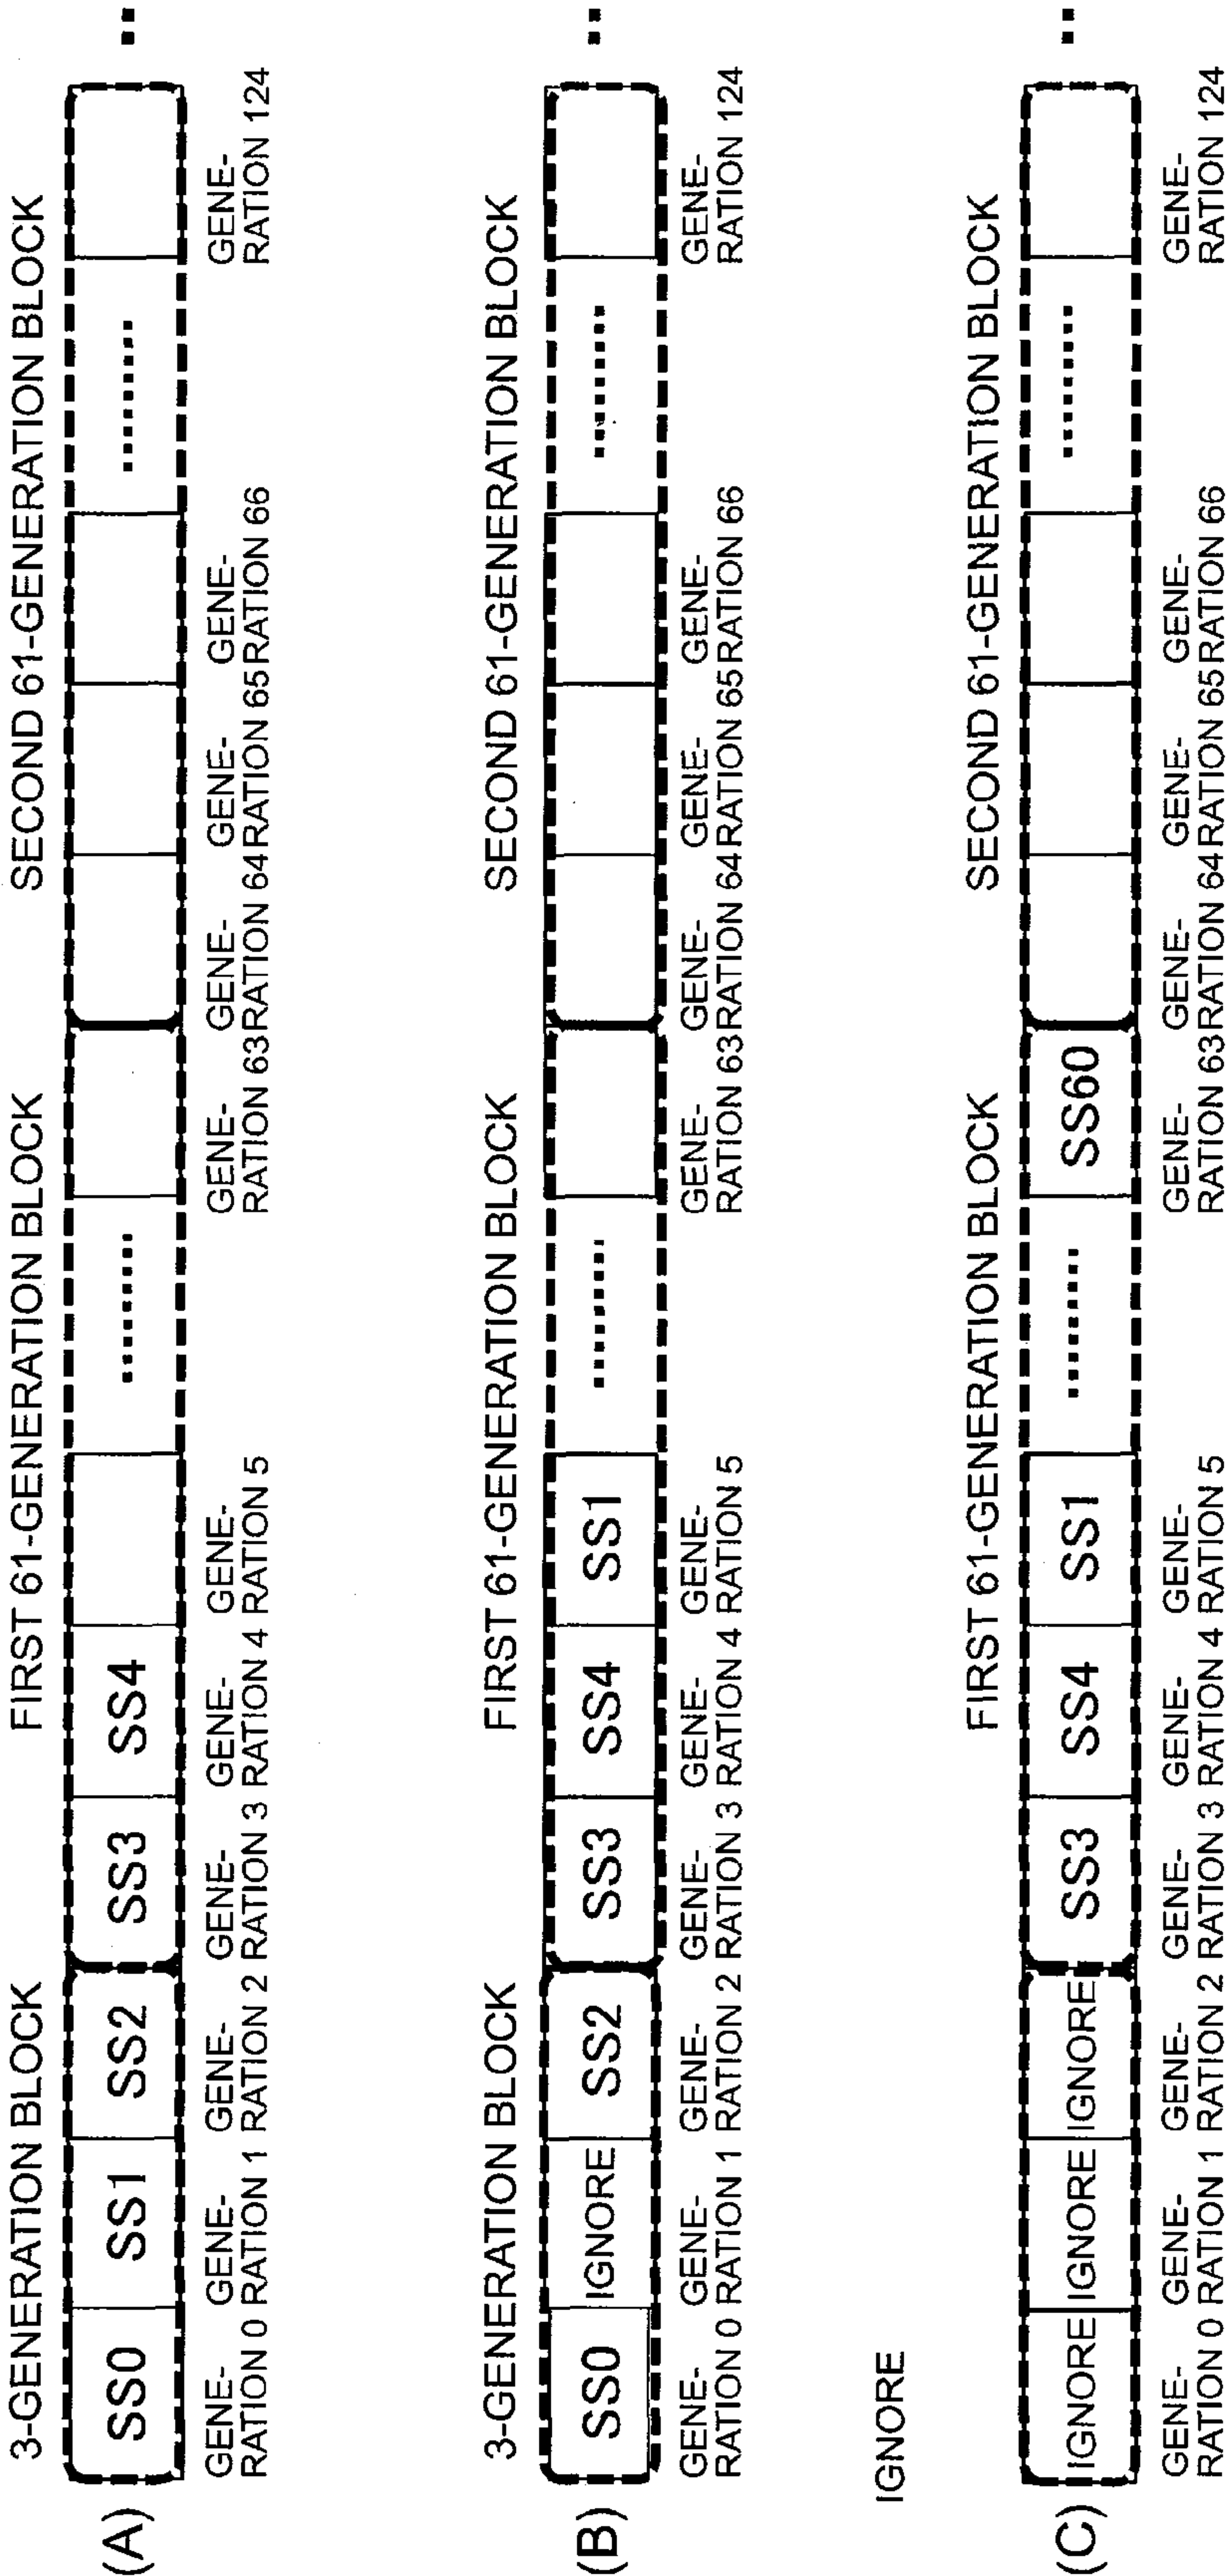 3-GENERATION BLOCK FIRST 61-GENERATION BLOCK SECOND 61-GENERATION BLOCK
(A) SS0 SS1 SS2 SS3 SS4 ......... ......... ..
GENE- GENE- GENE- GENE- GENE- GENE- GENE- GENE- GENE- GENE- GENE-
RATION 0 RATION 1 RATION 2 RATION 3 RATION 4 RATION 5 RATION 63 RATION 64 RATION 65 RATION 66 RATION 124
3-GENERATION BLOCK FIRST 61-GENERATION BLOCK SECOND 61-GENERATION BLOCK
(B) SS0 IGNORE SS2 SS3 SS4 SS1 ......... ......... ..
GENE- GENE- GENE- GENE- GENE- GENE- GENE- GENE- GENE- GENE- GENE-
RATION 0 RATION 1 RATION 2 RATION 3 RATION 4 RATION 5 RATION 63 RATION 64 RATION 65 RATION 66 RATION 124
IGNORE
FIRST 61-GENERATION BLOCK SECOND 61-GENERATION BLOCK
(C) IGNORE IGNORE IGNORE SS3 SS4 SS1 ......... SS60 ......... ..
GENE- GENE- GENE- GENE- GENE- GENE- GENE- GENE- GENE- GENE- GENE-
RATION 0 RATION 1 RATION 2 RATION 3 RATION 4 RATION 5 RATION 63 RATION 64 RATION 65 RATION 66 RATION 124